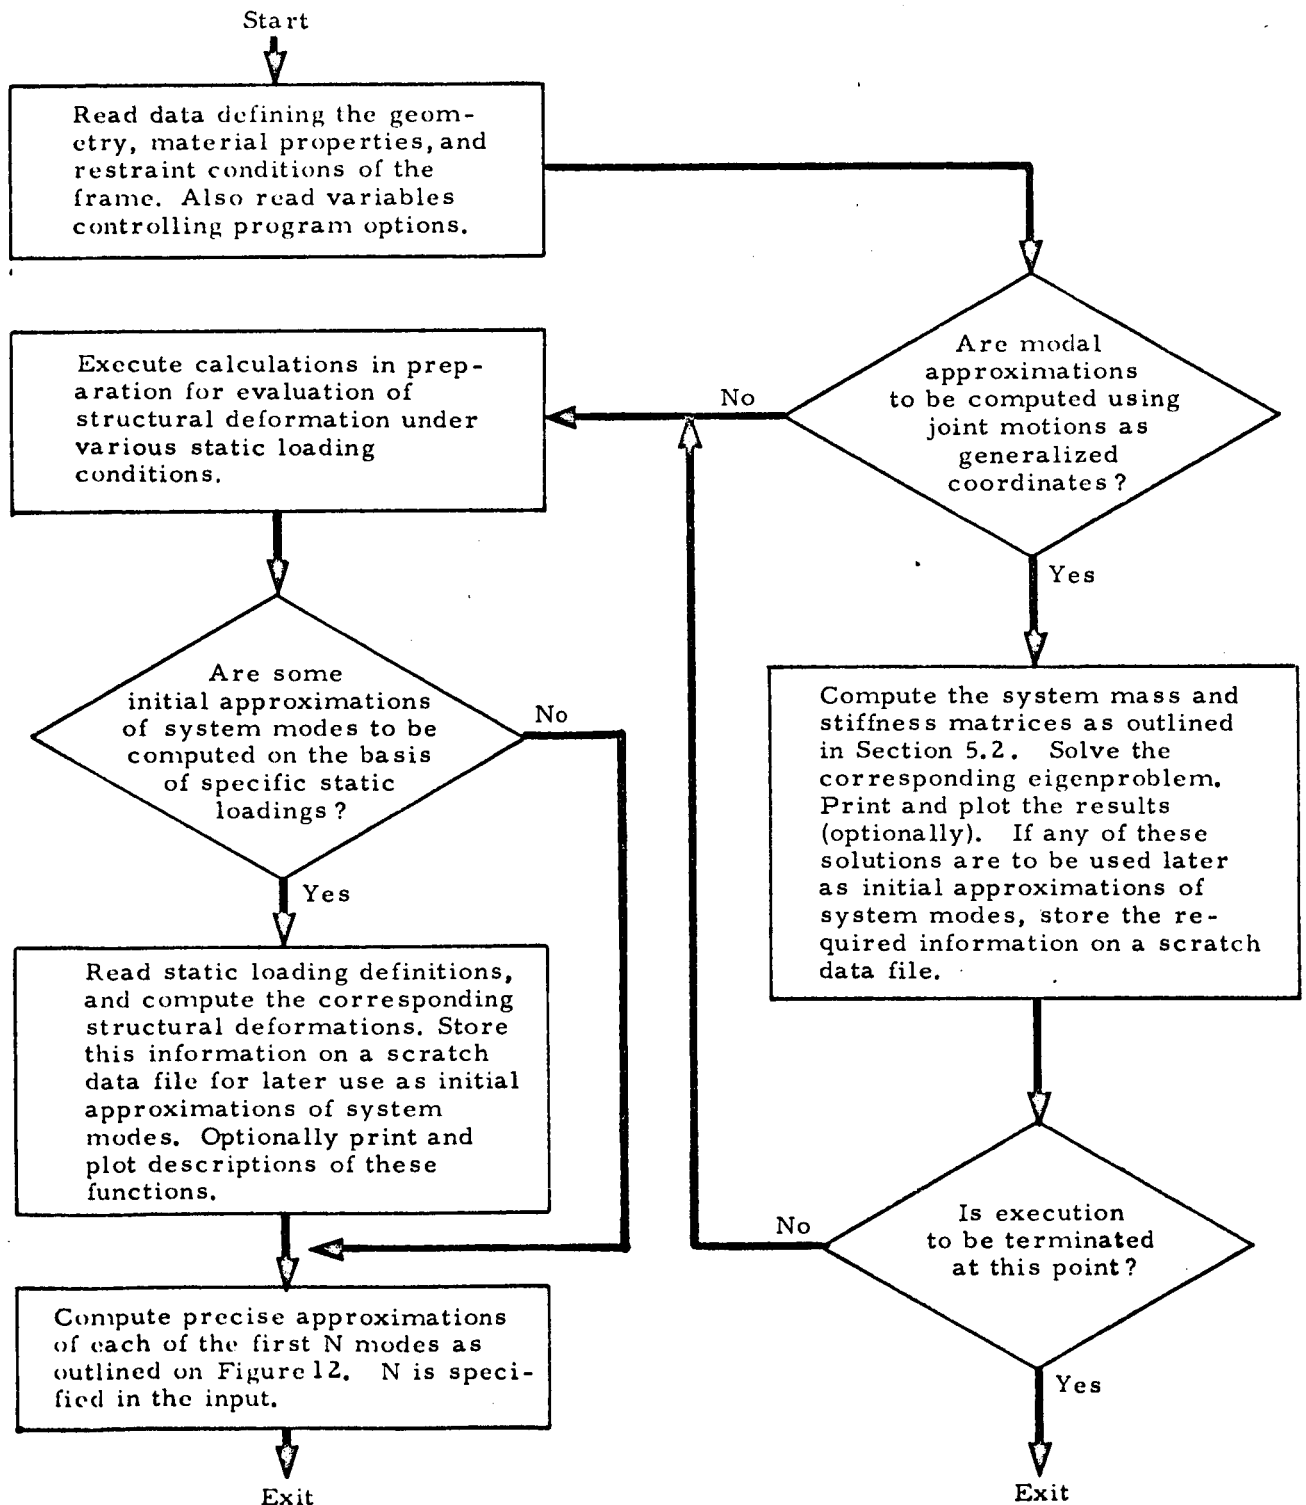 Start
Read data defining the geom-
etry, material properties, and
restraint conditions of the
frame. Also read variables
controlling program options.
Are modal
approximations
to be computed using
joint motions as
generalized
coordinates?
No
Yes
Execute calculations in prep-
aration for evaluation of
structural deformation under
various static loading
conditions.
Are some
initial approximations
of system modes to be
computed on the basis
of specific static
loadings?
No
Yes
Compute the system mass and
stiffness matrices as outlined
in Section 5.2. Solve the
corresponding eigenproblem.
Print and plot the results
(optionally). If any of these
solutions are to be used later
as initial approximations of
system modes, store the re-
quired information on a scratch
data file.
Read static loading definitions,
and compute the corresponding
structural deformations. Store
this information on a scratch
data file for later use as initial
approximations of system
modes. Optionally print and
plot descriptions of these
functions.
Is execution
to be terminated
at this point?
No
Yes
Compute precise approximations
of each of the first N modes as
outlined on Figure 12. N is speci-
fied in the input.
Exit
Exit